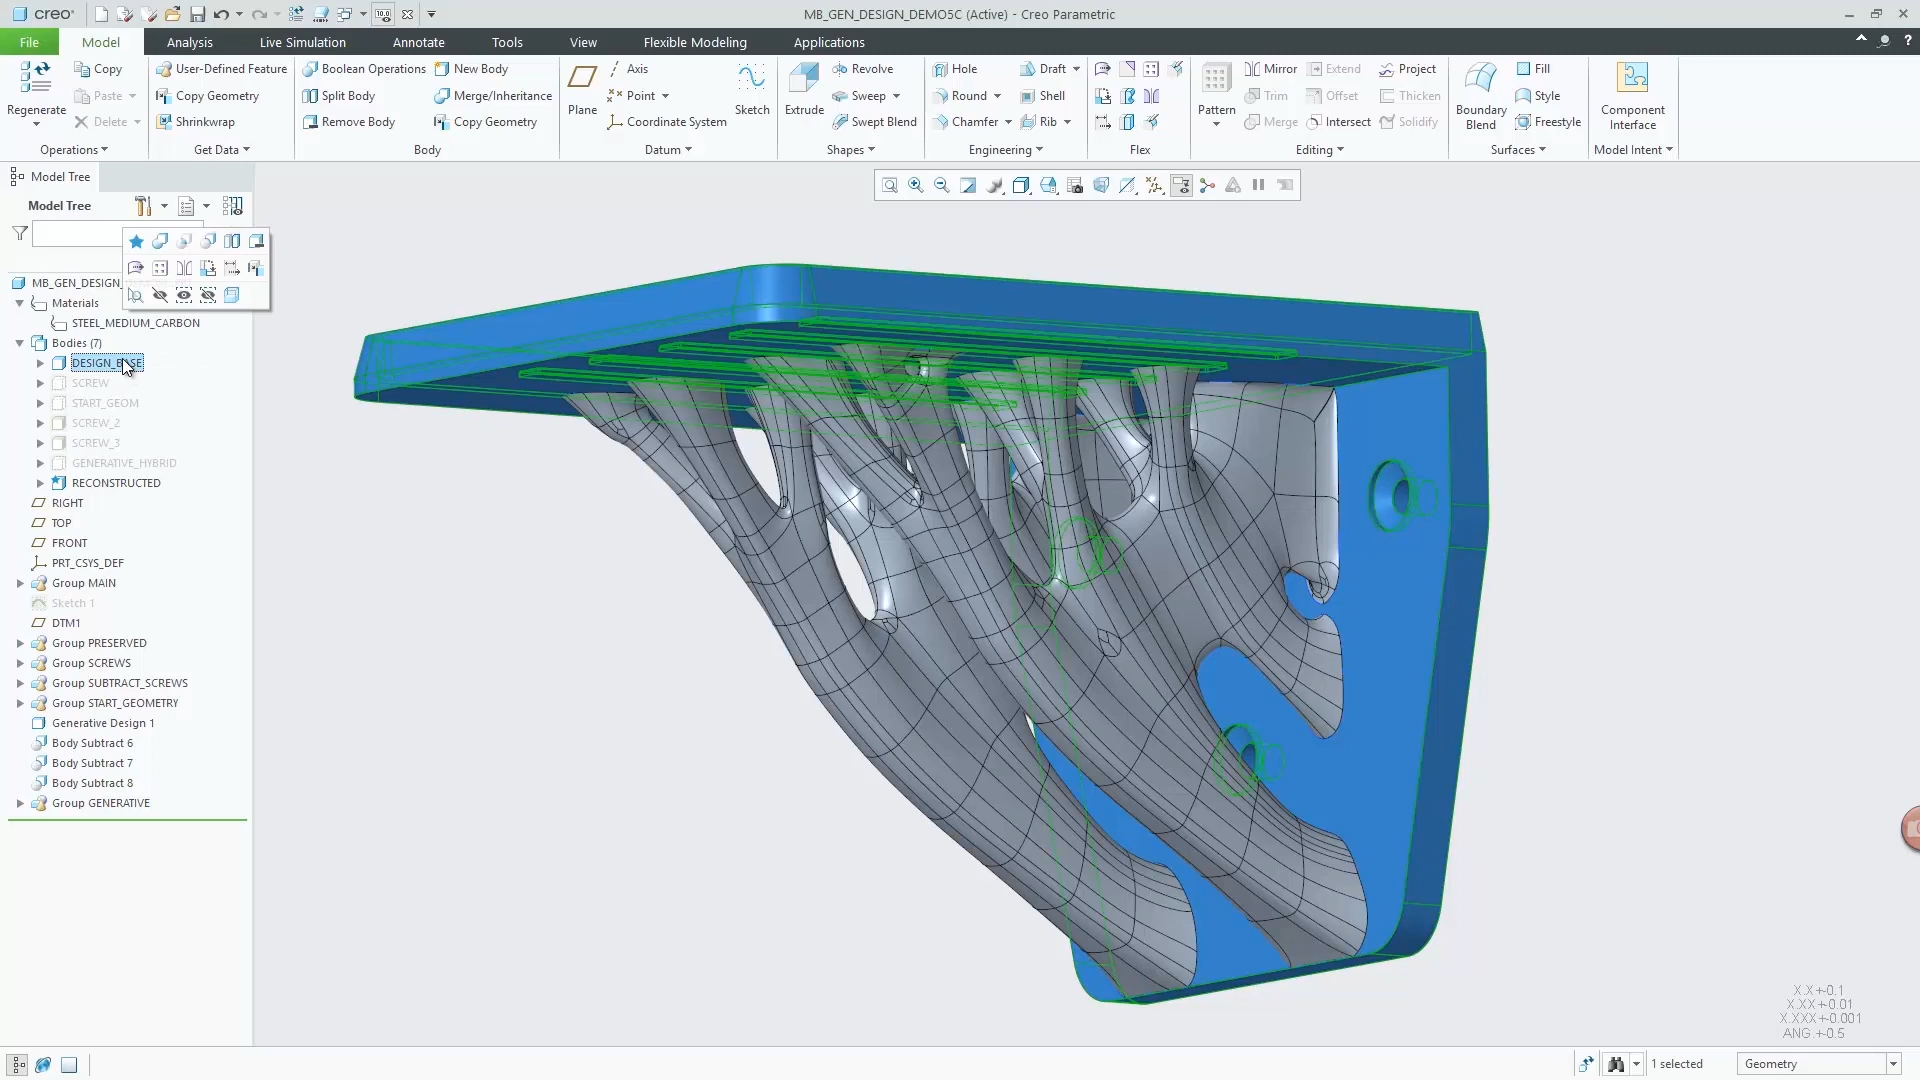 creo MB_GEN_DESIGN_DEMO5C (Active) - Creo Parametric
File Model Analysis Live Simulation Annotate Tools View Flexible Modeling Applications
Regenerate Copy User-Defined Feature Boolean Operations New Body Plane Axis Sketch Extrude Revolve Hole Draft Pattern Mirror Extend Project Boundary Blend Fill Component Interface
Paste Copy Geometry Split Body Merge/Inheritance Point Sweep Round Shell Trim Offset Thicken Style
Delete Shrinkwrap Remove Body Copy Geometry Coordinate System Swept Blend Chamfer Rib Merge Intersect Solidify Freestyle
Operations Get Data Body Datum Shapes Engineering Flex Editing Surfaces Model Intent
Model Tree
Model Tree
MB_GEN_DESIGN_
Materials
STEEL_MEDIUM_CARBON
Bodies (7)
DESIGN_BASE
SCREW
START_GEOM
SCREW_2
SCREW_3
GENERATIVE_HYBRID
RECONSTRUCTED
RIGHT
TOP
FRONT
PRT_CSYS_DEF
Group MAIN
Sketch 1
DTM1
Group PRESERVED
Group SCREWS
Group SUBTRACT_SCREWS
Group START_GEOMETRY
Generative Design 1
Body Subtract 6
Body Subtract 7
Body Subtract 8
Group GENERATIVE
X.X+-0.1
X.XX+-0.01
X.XXX+-0.001
ANG.+-0.5
1 selected Geometry